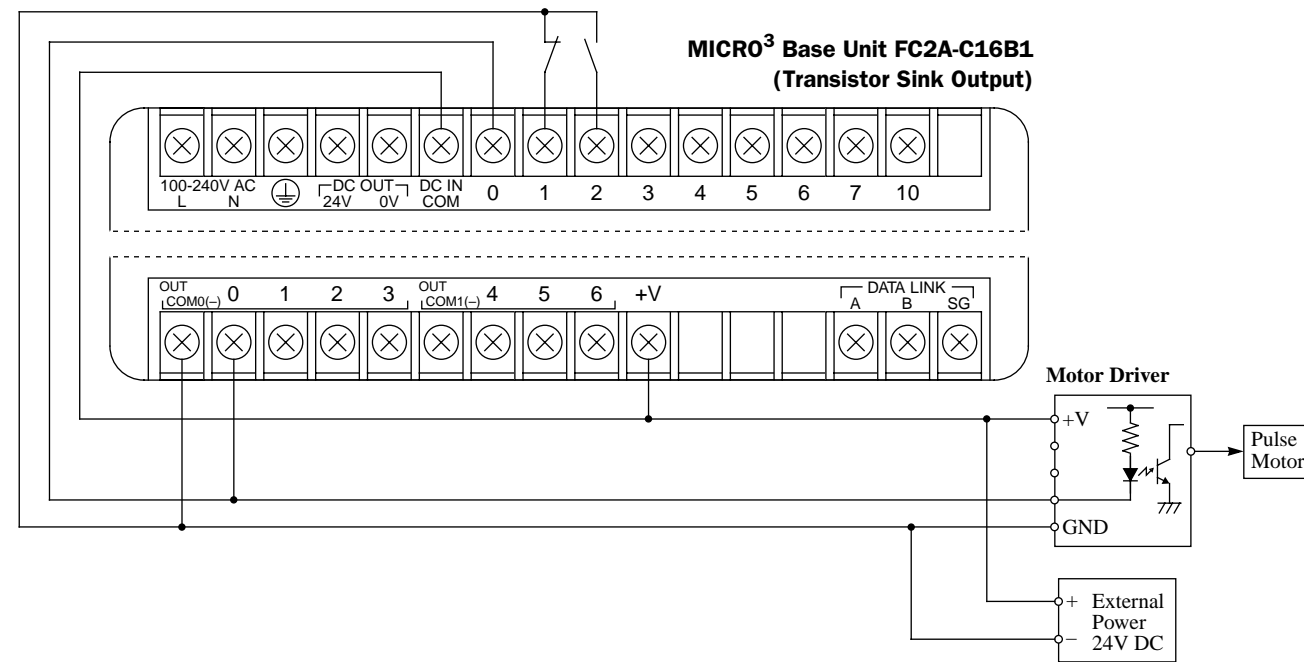 MICRO3 Base Unit FC2A-C16B1
(Transistor Sink Output)
100-240V AC
L N
DC OUT
24V 0V
DC IN
COM
0 1 2 3 4 5 6 7 10
OUT
COM0(–) 0 1 2 3
OUT
COM1(–) 4 5 6 +V
DATA LINK
A B SG
Motor Driver
+V
Pulse
Motor
GND
+ External
Power
– 24V DC